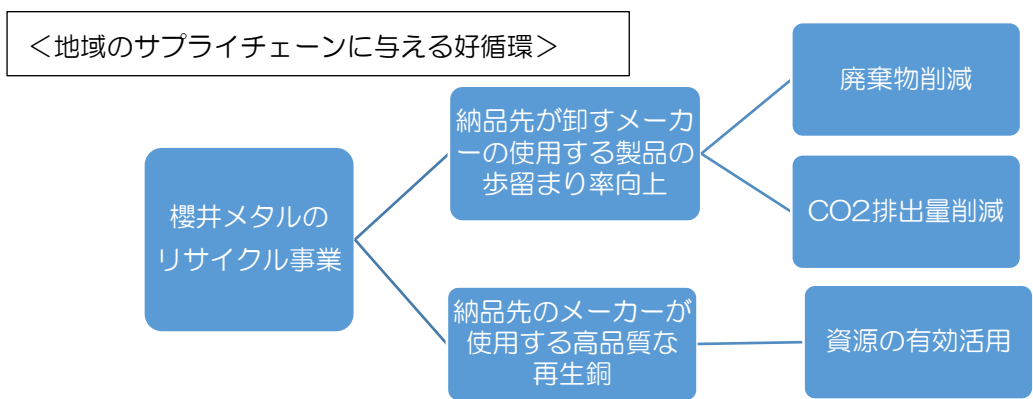 ＜地域のサプライチェーンに与える好循環＞
櫻井メタルの
リサイクル事業
納品先が卸すメーカ
ーの使用する製品の
歩留まり率向上
廃棄物削減
CO2排出量削減
納品先のメーカーが
使用する高品質な
再生銅
資源の有効活用